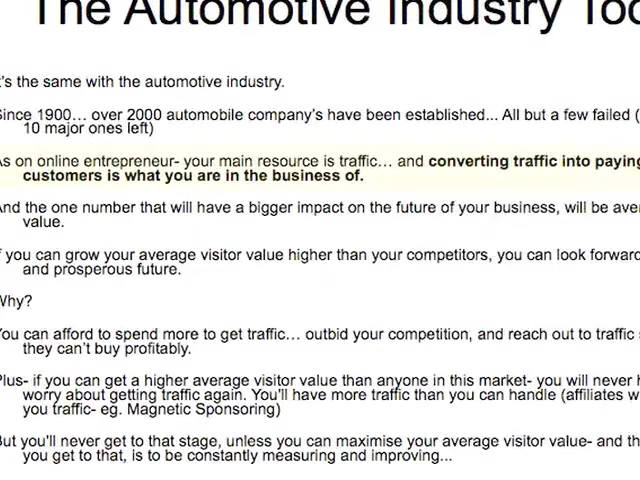 The Automotive Industry Too
's the same with the automotive industry.
Since 1900... over 2000 automobile company's have been established... All but a few failed (
10 major ones left)
As on online entrepreneur- your main resource is traffic... and converting traffic into paying
customers is what you are in the business of.
And the one number that will have a bigger impact on the future of your business, will be aver
value.
f you can grow your average visitor value higher than your competitors, you can look forward
and prosperous future.
Why?
You can afford to spend more to get traffic... outbid your competition, and reach out to traffic
they can't buy profitably.
Plus- if you can get a higher average visitor value than anyone in this market- you will never h
worry about getting traffic again. You'll have more traffic than you can handle (affiliates w
you traffic- eg. Magnetic Sponsoring)
But you'll never get to that stage, unless you can maximise your average visitor value- and th
you get to that, is to be constantly measuring and improving...